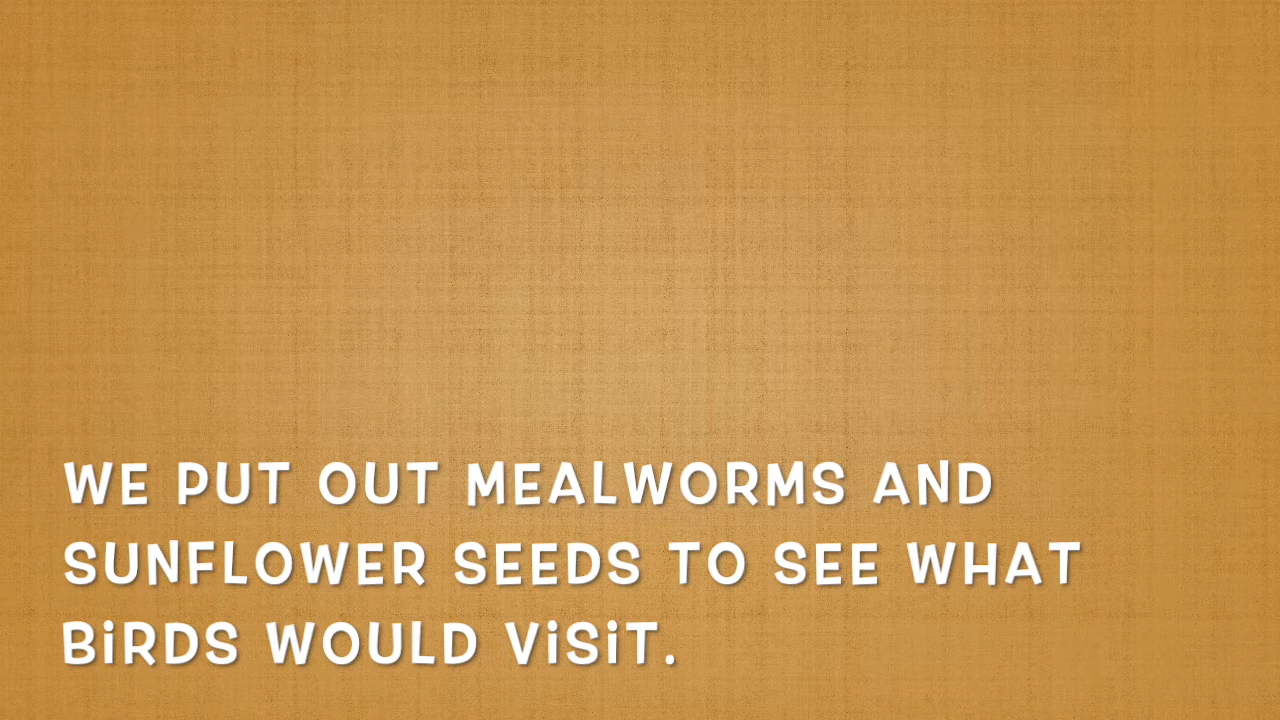 WE PUT OUT MEALWORMS AND
SUNFLOWER SEEDS TO SEE WHAT
BiRDS WOULD ViSiT.